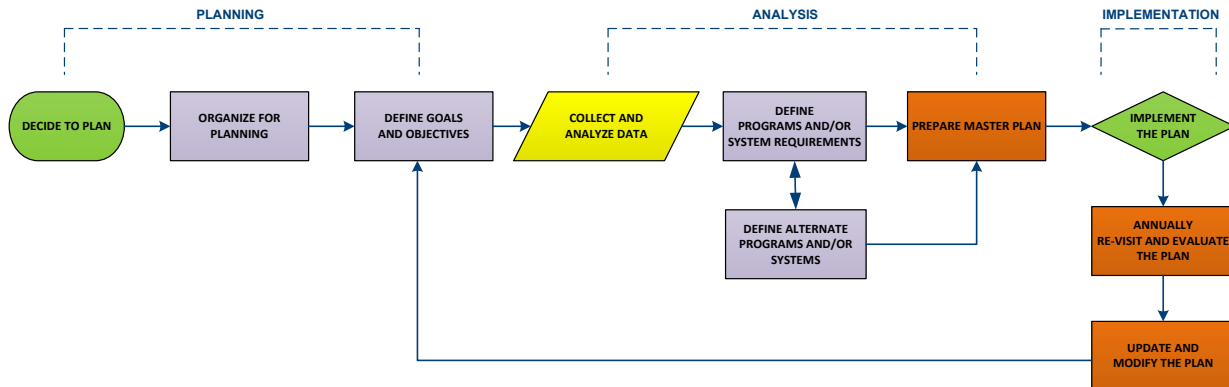 PLANNING
ANALYSIS
IMPLEMENTATION
DECIDE TO PLAN
ORGANIZE FOR
PLANNING
DEFINE GOALS
AND OBJECTIVES
COLLECT AND
ANALYZE DATA
DEFINE
PROGRAMS AND/OR
SYSTEM REQUIREMENTS
PREPARE MASTER PLAN
IMPLEMENT
THE PLAN
DEFINE ALTERNATE
PROGRAMS AND/OR
SYSTEMS
ANNUALLY
RE-VISIT AND EVALUATE
THE PLAN
UPDATE AND
MODIFY THE PLAN